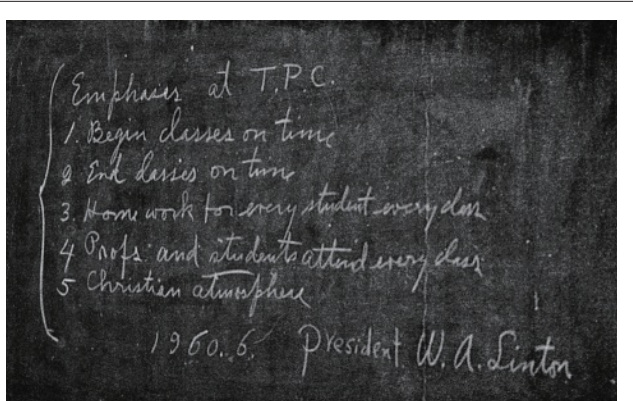 Emphasis at T.P.C.
1. Begin classes on time
2 End classes on time
3. Home work for every student every class
4 Profs. and students attend every class
5 Christian atmosphere
1960.. 6. President W. A. Linton